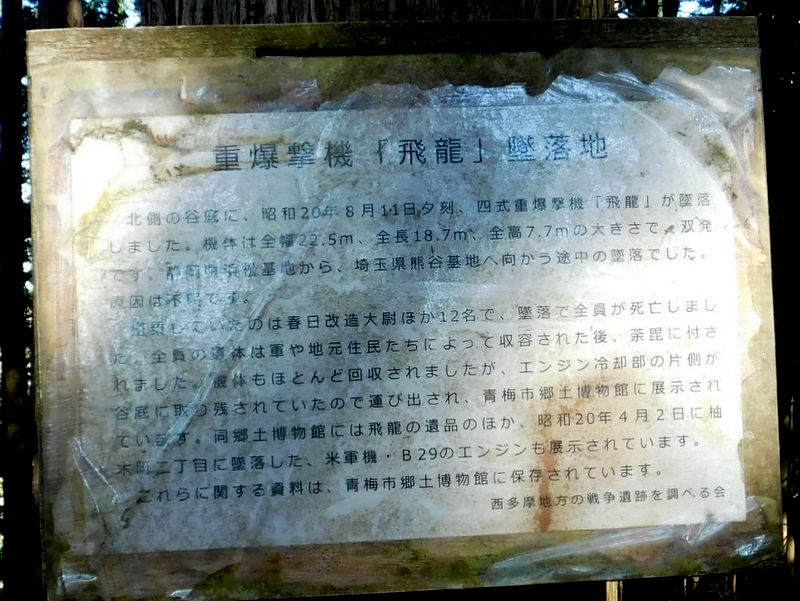 重爆撃機「飛龍」墜落地
北側の谷底に、昭和20年8月11日夕刻、四式重爆撃機「飛龍」が墜落
しました。機体は全幅22.5m、全長18.7m、全高7.7mの大きさで、双発
です。静岡県浜松基地から、埼玉県熊谷基地へ向かう途中の墜落でした。
原因は不明です。
搭乗していたのは春日改造大尉ほか12名で、墜落で全員が死亡しまし
た。全員の遺体は軍や地元住民たちによって収容された後、荼毘に付さ
れました。機体もほとんど回収されましたが、エンジン冷却部の片側が
谷底に取り残されていたので運び出され、青梅市郷土博物館に展示され
ています。同郷土博物館には飛龍の遺品のほか、昭和20年4月2日に柚
木町二丁目に墜落した、米軍機・B29のエンジンも展示されています。
これらに関する資料は、青梅市郷土博物館に保存されています。
西多摩地方の戦争遺跡を調べる会